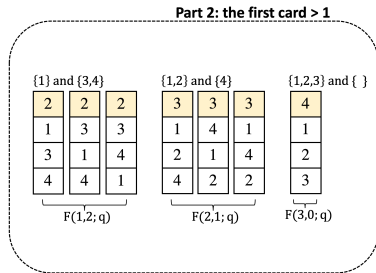 Part 2: the first card > 1
{1} and {3,4} {1,2} and {4} {1,2,3} and { }
2 2 2 3 3 3 4
1 3 3 1 4 1 1
3 1 4 2 1 4 2
4 4 1 4 2 2 3
F(1,2; q) F(2,1; q) F(3,0; q)